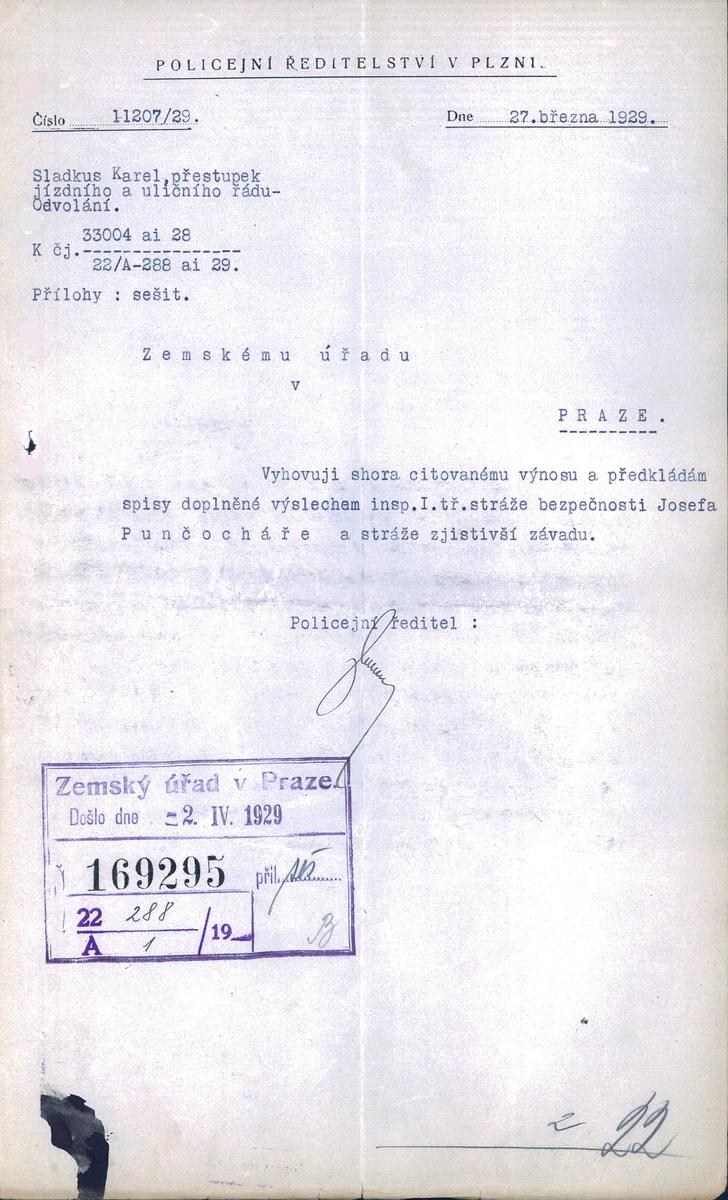 POLICEJNÍ ŘEDITELSTVÍ V PLZNI.
Číslo 11207/29.
Dne 27.března 1929.
Sladkus Karel,přestupek
jízdního a uličního řádu-
Odvolání.
33004 ai 28
K čj.----------------
22/A-288 ai 29.
Přílohy : sešit.
Zemskému úřadu
v
PRAZE.
Vyhovuji shora citovanému výnosu a předkládám
spisy doplněné výslechem insp.I.tř.stráže bezpečnosti Josefa
Punčocháře a stráže zjistivší závadu.
Policejní ředitel :
Zemský úřad v Praze.
Došlo dne -2. IV. 1929
169295 příl.
22 288 /19
A 1
2 22